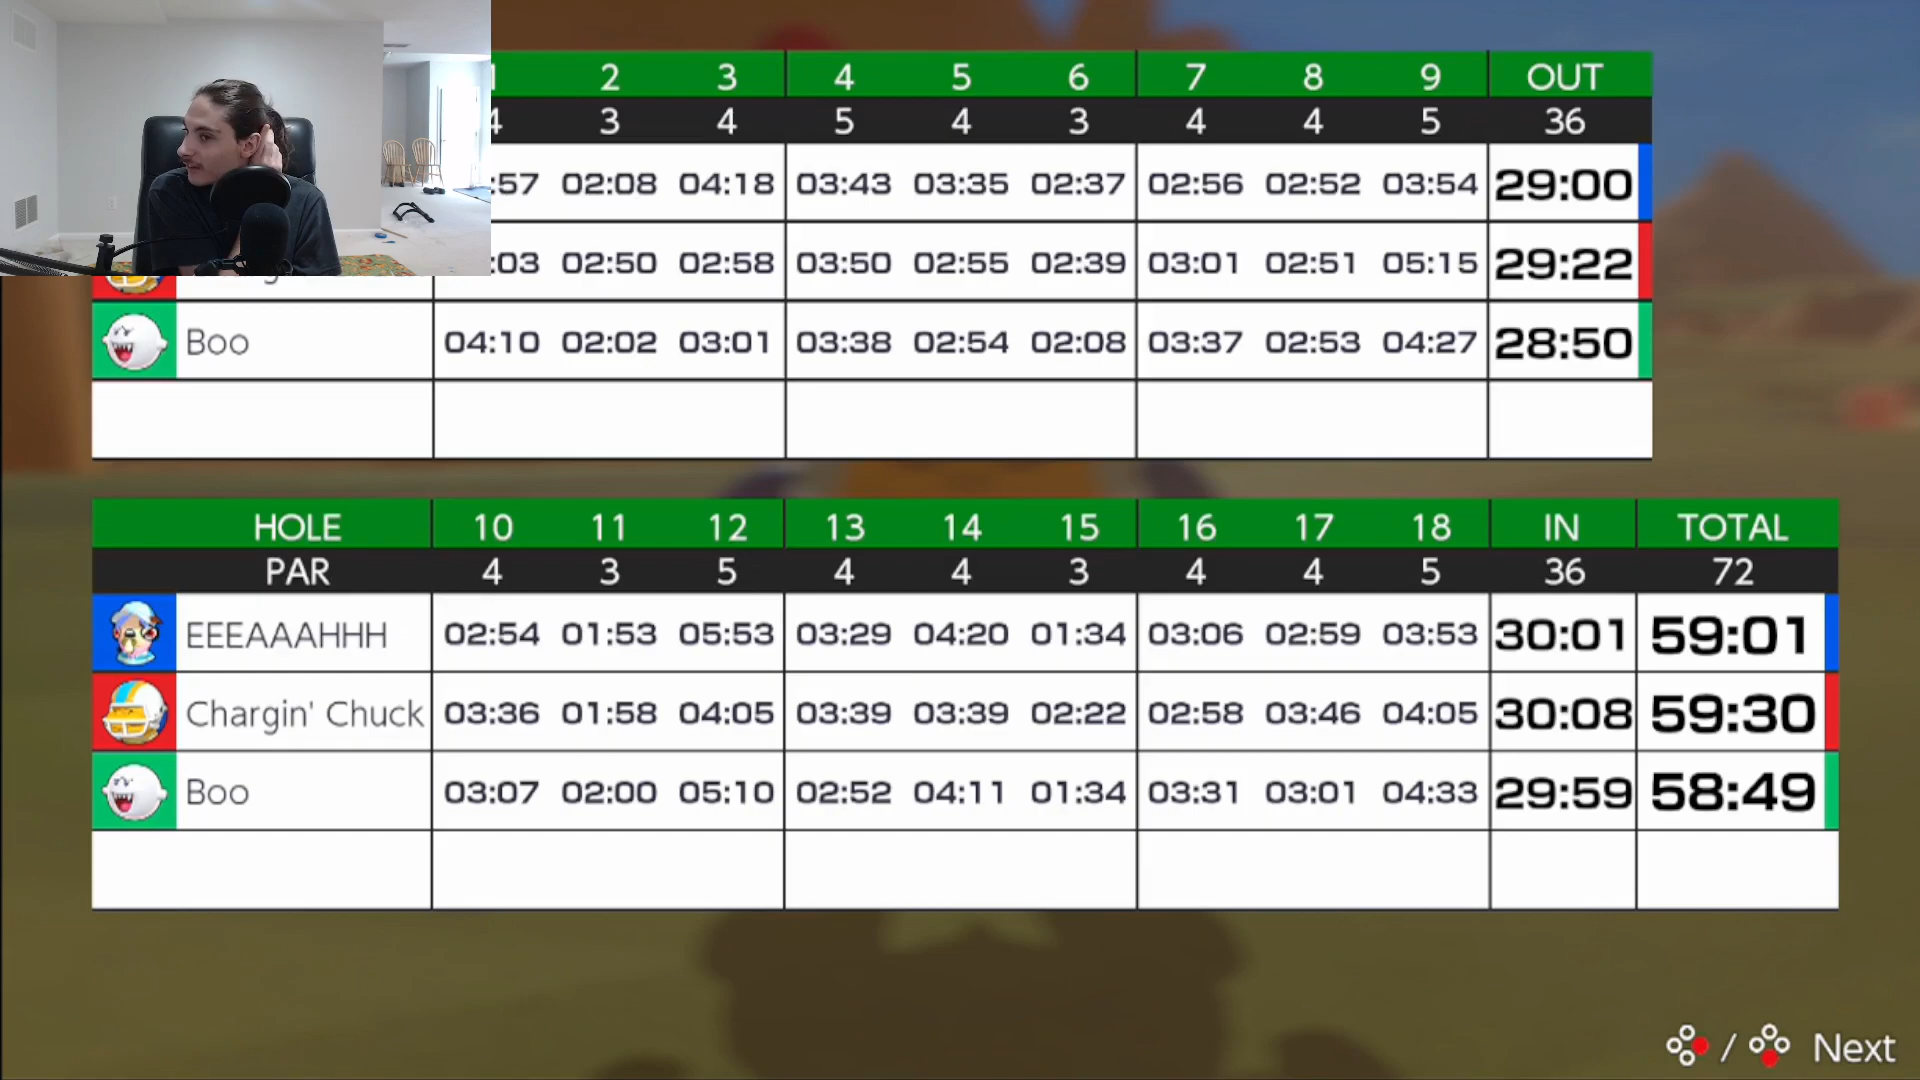 2 3 4 5 6 7 8 9 OUT
3 4 5 4 3 4 4 5 36
:57 02:08 04:18 03:43 03:35 02:37 02:56 02:52 03:54 29:00
:03 02:50 02:58 03:50 02:55 02:39 03:01 02:51 05:15 29:22
Boo 04:10 02:02 03:01 03:38 02:54 02:08 03:37 02:53 04:27 28:50
HOLE 10 11 12 13 14 15 16 17 18 IN TOTAL
PAR 4 3 5 4 4 3 4 4 5 36 72
EEEAAAHHH 02:54 01:53 05:53 03:29 04:20 01:34 03:06 02:59 03:53 30:01 59:01
Chargin' Chuck 03:36 01:58 04:05 03:39 03:39 02:22 02:58 03:46 04:05 30:08 59:30
Boo 03:07 02:00 05:10 02:52 04:11 01:34 03:31 03:01 04:33 29:59 58:49
/ Next